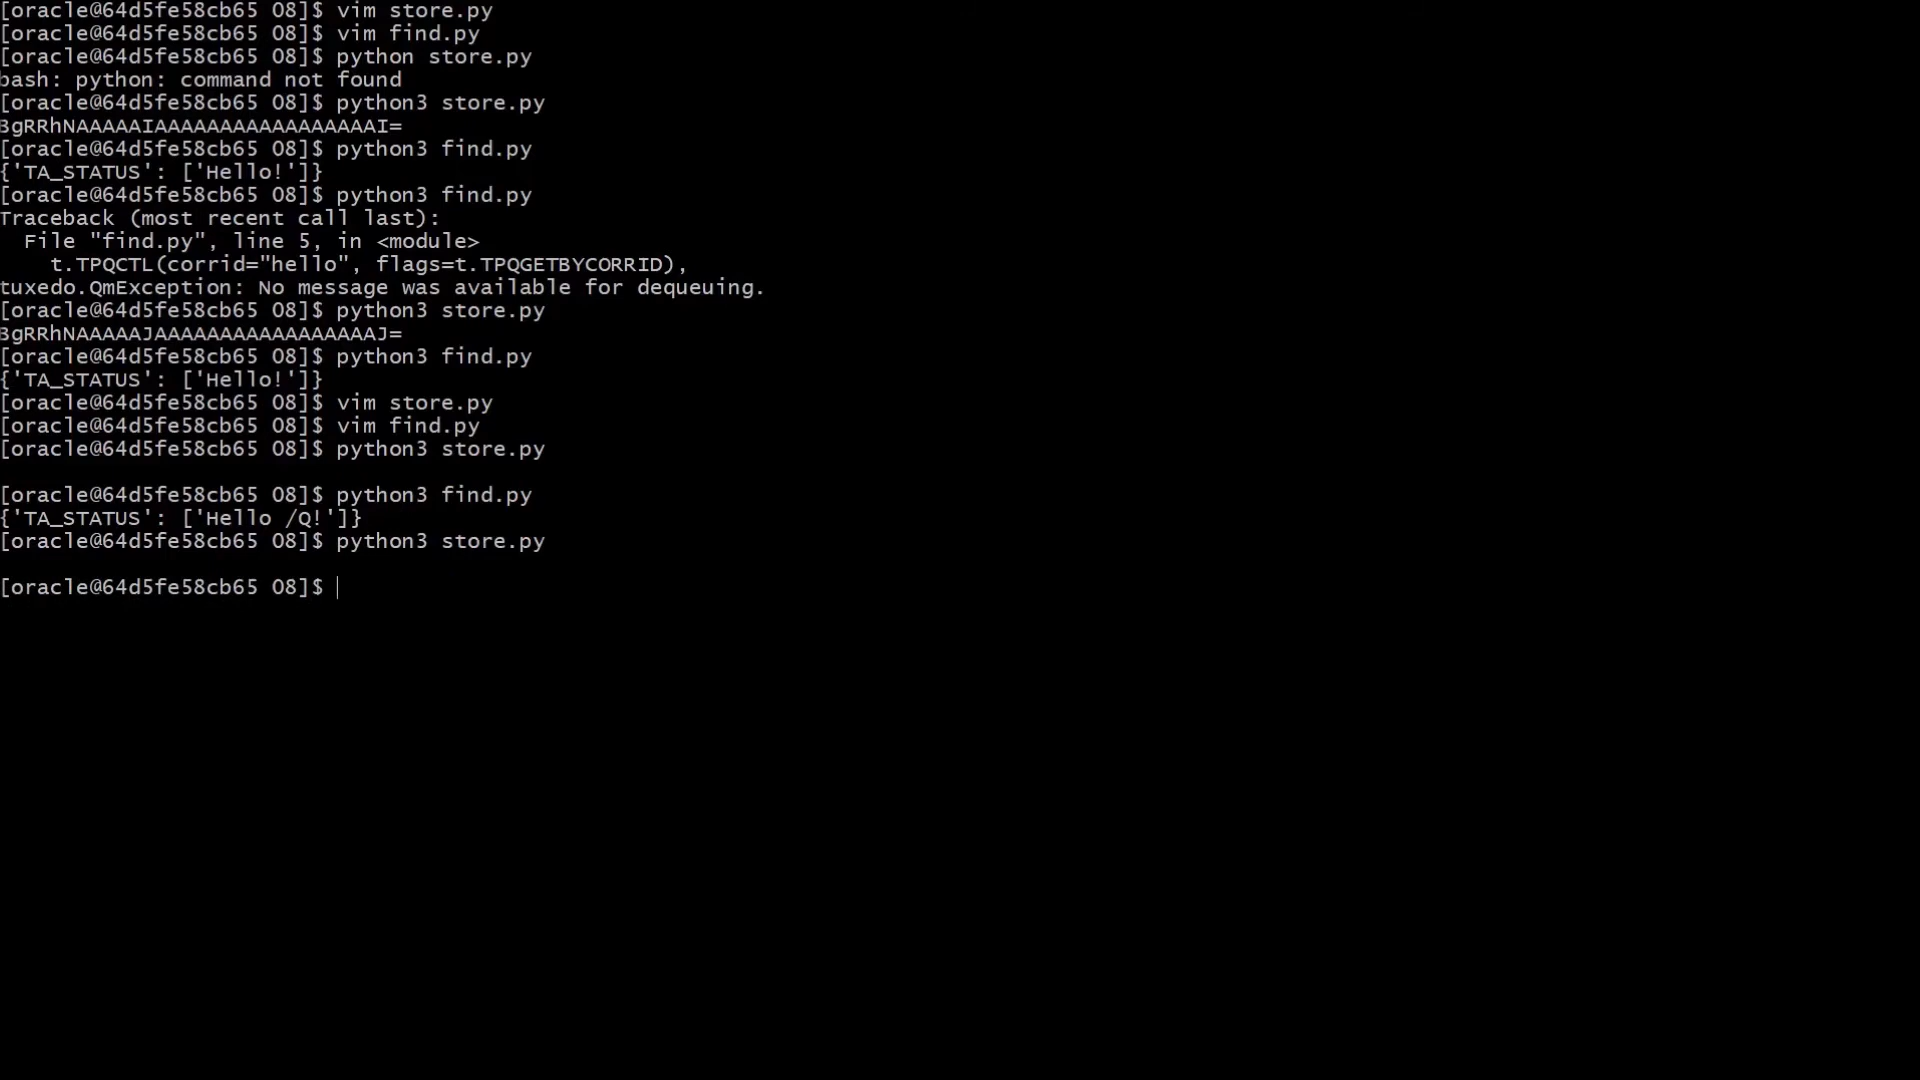 [oracle@64d5fe58cb65 08]$ vim store.py
[oracle@64d5fe58cb65 08]$ vim find.py
[oracle@64d5fe58cb65 08]$ python store.py
bash: python: command not found
[oracle@64d5fe58cb65 08]$ python3 store.py
BgRRhNAAAAAIAAAAAAAAAAAAAAAAAI=
[oracle@64d5fe58cb65 08]$ python3 find.py
{'TA_STATUS': ['Hello!']}
[oracle@64d5fe58cb65 08]$ python3 find.py
Traceback (most recent call last):
  File "find.py", line 5, in <module>
    t.TPQCTL(corrid="hello", flags=t.TPQGETBYCORRID),
tuxedo.QmException: No message was available for dequeuing.
[oracle@64d5fe58cb65 08]$ python3 store.py
BgRRhNAAAAAJAAAAAAAAAAAAAAAAAJ=
[oracle@64d5fe58cb65 08]$ python3 find.py
{'TA_STATUS': ['Hello!']}
[oracle@64d5fe58cb65 08]$ vim store.py
[oracle@64d5fe58cb65 08]$ vim find.py
[oracle@64d5fe58cb65 08]$ python3 store.py
[oracle@64d5fe58cb65 08]$ python3 find.py
{'TA_STATUS': ['Hello /Q!']}
[oracle@64d5fe58cb65 08]$ python3 store.py
[oracle@64d5fe58cb65 08]$